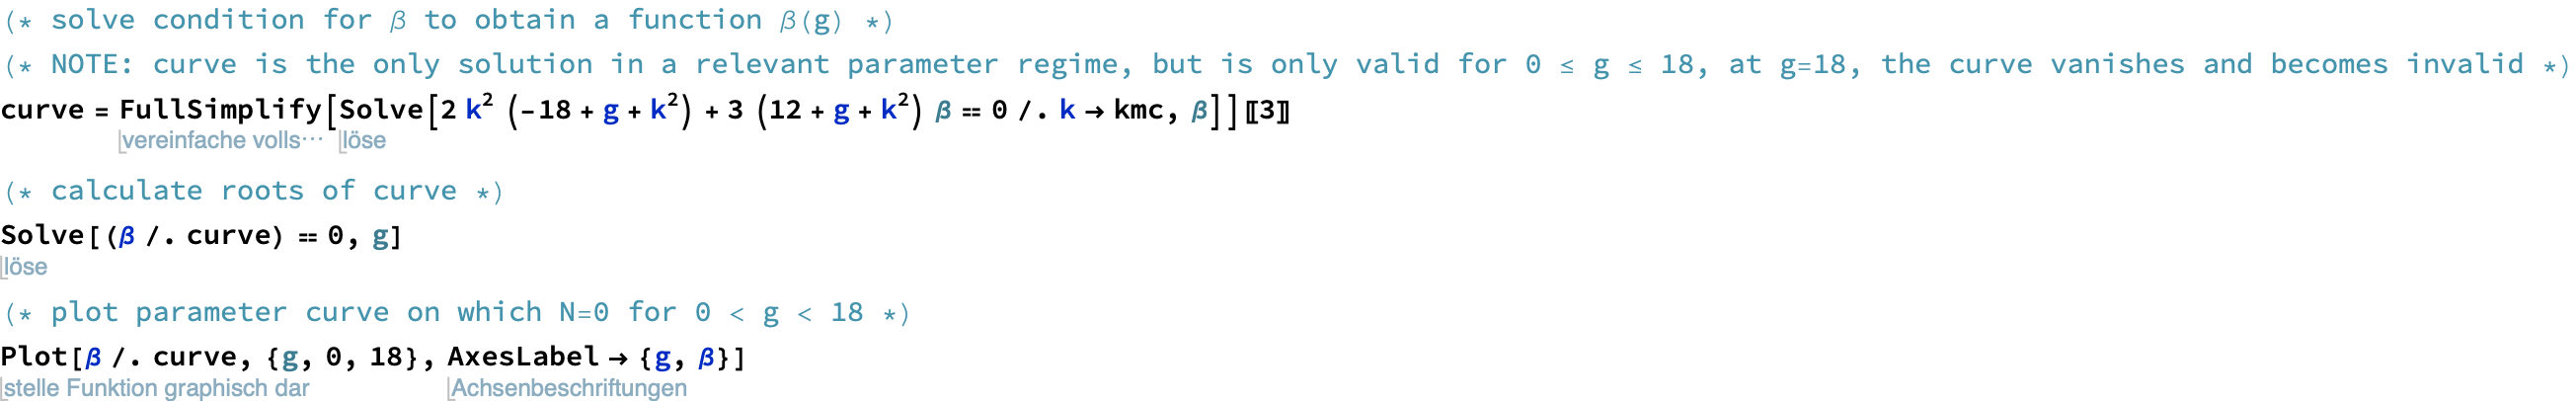 (* solve condition for β to obtain a function β(g) *)
(* NOTE: curve is the only solution in a relevant parameter regime, but is only valid for 0 ≤ g ≤ 18, at g=18, the curve vanishes and becomes invalid *)
curve = FullSimplify[Solve[2 k² (-18 + g + k²) + 3 (12 + g + k²) β == 0 /. k → kmc, β]]〚3〛
vereinfache volls⋯ löse
(* calculate roots of curve *)
Solve[(β /. curve) == 0, g]
löse
(* plot parameter curve on which N=0 for 0 < g < 18 *)
Plot[β /. curve, {g, 0, 18}, AxesLabel → {g, β}]
stelle Funktion graphisch dar Achsenbeschriftungen